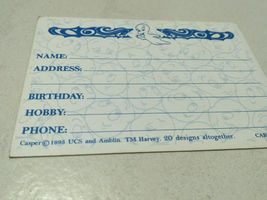 NAME:
ADDRESS:
BIRTHDAY:
HOBBY:
PHONE:
Casper © 1995 UCS and Amblin. TM Harvey. 20 designs altogether.